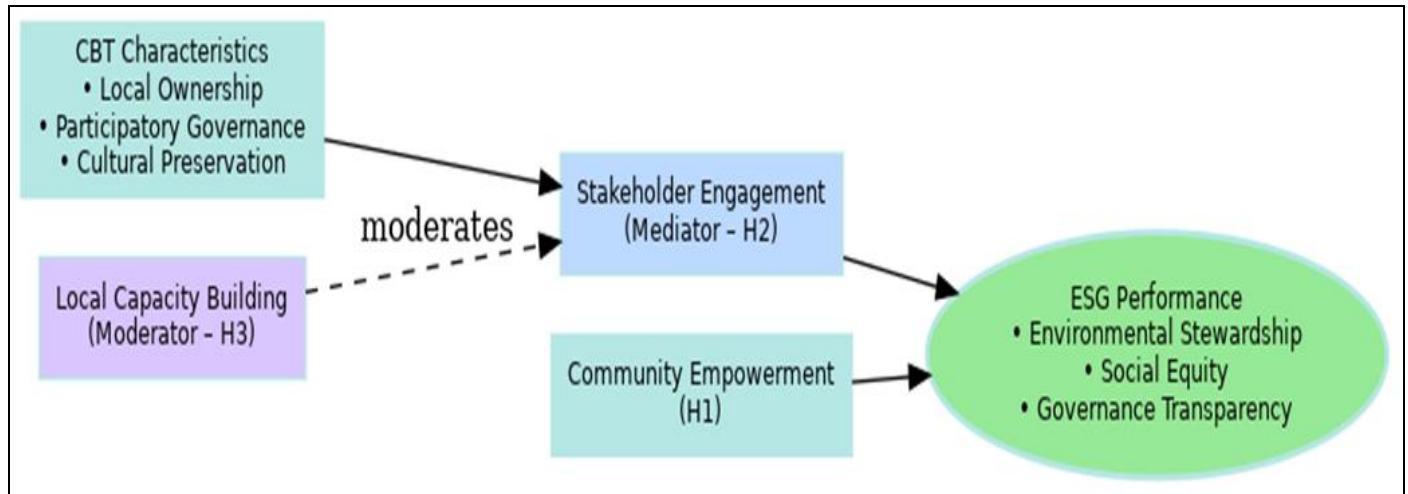 CBT Characteristics
• Local Ownership
• Participatory Governance
• Cultural Preservation
moderates
Stakeholder Engagement
(Mediator – H2)
Local Capacity Building
(Moderator – H3)
Community Empowerment
(H1)
ESG Performance
• Environmental Stewardship
• Social Equity
• Governance Transparency